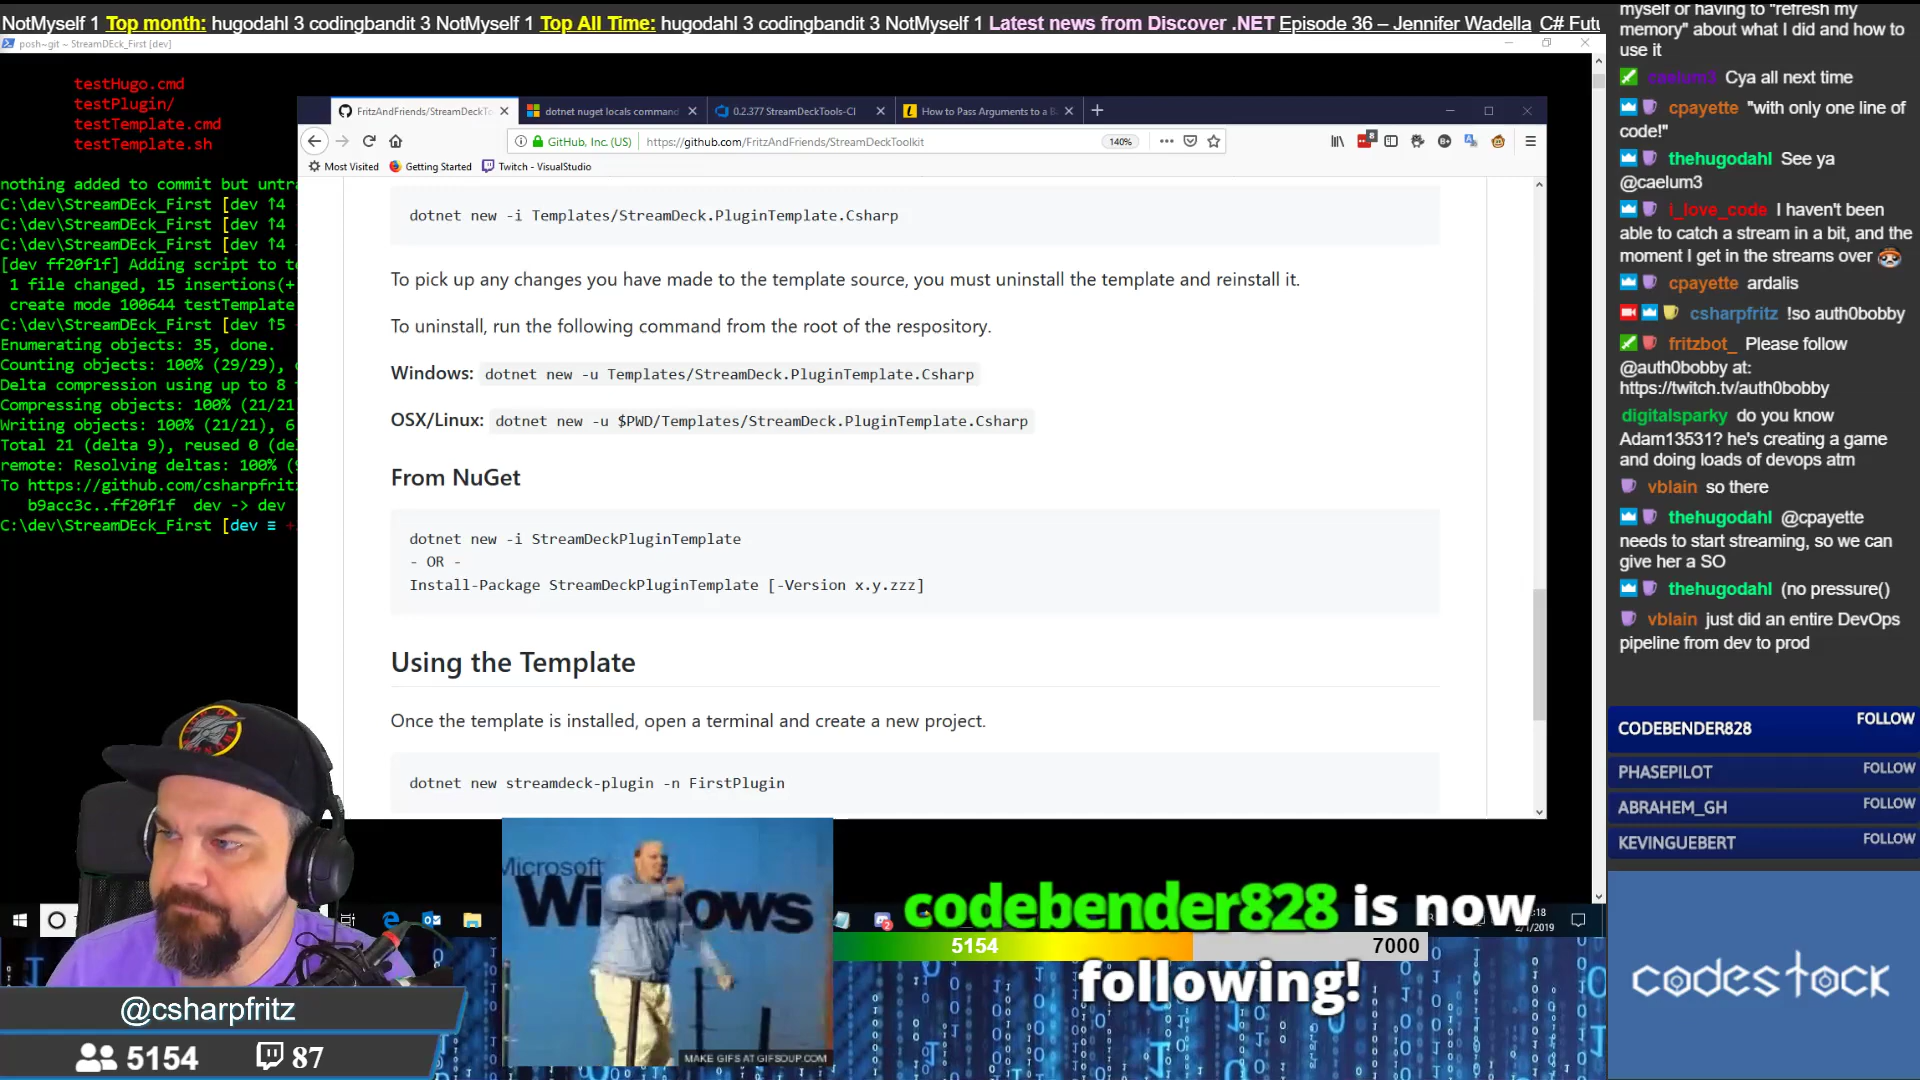 NotMyself 1 Top month: hugodahl 3 codingbandit 3 NotMyself 1 Top All Time: hugodahl 3 codingbandit 3 NotMyself 1 Latest news from Discover .NET Episode 36 – Jennifer Wadella C# Futu
posh~git ~ StreamDEck_First [dev]
testHugo.cmd
testPlugin/
testTemplate.cmd
testTemplate.sh
nothing added to commit but untra
C:\dev\StreamDEck_First [dev ↑4
C:\dev\StreamDEck_First [dev ↑4
C:\dev\StreamDEck_First [dev ↑4
[dev ff20f1f] Adding script to te
1 file changed, 15 insertions(+
create mode 100644 testTemplate
C:\dev\StreamDEck_First [dev ↑5
Enumerating objects: 35, done.
Counting objects: 100% (29/29),
Delta compression using up to 8
Compressing objects: 100% (21/21
Writing objects: 100% (21/21), 6
Total 21 (delta 9), reused 0 (de
remote: Resolving deltas: 100% (
To https://github.com/csharpfrit
b9acc3c..ff20f1f dev -> dev
C:\dev\StreamDEck_First [dev ≡ +
FritzAndFriends/StreamDeckTo
dotnet nuget locals command
0.2.377 StreamDeckTools-CI
How to Pass Arguments to a Ba
GitHub, Inc. (US)
https://github.com/FritzAndFriends/StreamDeckToolkit
140%
Most Visited
Getting Started
Twitch - VisualStudio
dotnet new -i Templates/StreamDeck.PluginTemplate.Csharp
To pick up any changes you have made to the template source, you must uninstall the template and reinstall it.
To uninstall, run the following command from the root of the respository.
Windows: dotnet new -u Templates/StreamDeck.PluginTemplate.Csharp
OSX/Linux: dotnet new -u $PWD/Templates/StreamDeck.PluginTemplate.Csharp
From NuGet
dotnet new -i StreamDeckPluginTemplate
- OR -
Install-Package StreamDeckPluginTemplate [-Version x.y.zzz]
Using the Template
Once the template is installed, open a terminal and create a new project.
dotnet new streamdeck-plugin -n FirstPlugin
myself or having to "refresh my
memory" about what I did and how to
use it
caelum3 Cya all next time
cpayette "with only one line of
code!"
thehugodahl See ya
@caelum3
i_love_code I haven't been
able to catch a stream in a bit, and the
moment I get in the streams over
cpayette ardalis
csharpfritz !so auth0bobby
fritzbot_ Please follow
@auth0bobby at:
https://twitch.tv/auth0bobby
digitalsparky do you know
Adam13531? he's creating a game
and doing loads of devops atm
vblain so there
thehugodahl @cpayette
needs to start streaming, so we can
give her a SO
thehugodahl (no pressure()
vblain just did an entire DevOps
pipeline from dev to prod
CODEBENDER828 FOLLOW
PHASEPILOT FOLLOW
ABRAHEM_GH FOLLOW
KEVINGUEBERT FOLLOW
codestock
Microsoft
Windows
MAKE GIFS AT GIFSOUP.COM
codebender828 is now
following!
5154
7000
:18
2/1/2019
@csharpfritz
5154
87